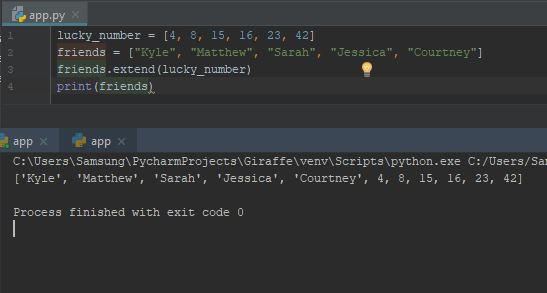 app.py
1 lucky_number = [4, 8, 15, 16, 23, 42]
2 friends = ["Kyle", "Matthew", "Sarah", "Jessica", "Courtney"]
3 friends.extend(lucky_number)
4 print(friends)
app app
C:\Users\Samsung\PycharmProjects\Giraffe\venv\Scripts\python.exe C:/Users/Sam
['Kyle', 'Matthew', 'Sarah', 'Jessica', 'Courtney', 4, 8, 15, 16, 23, 42]
Process finished with exit code 0